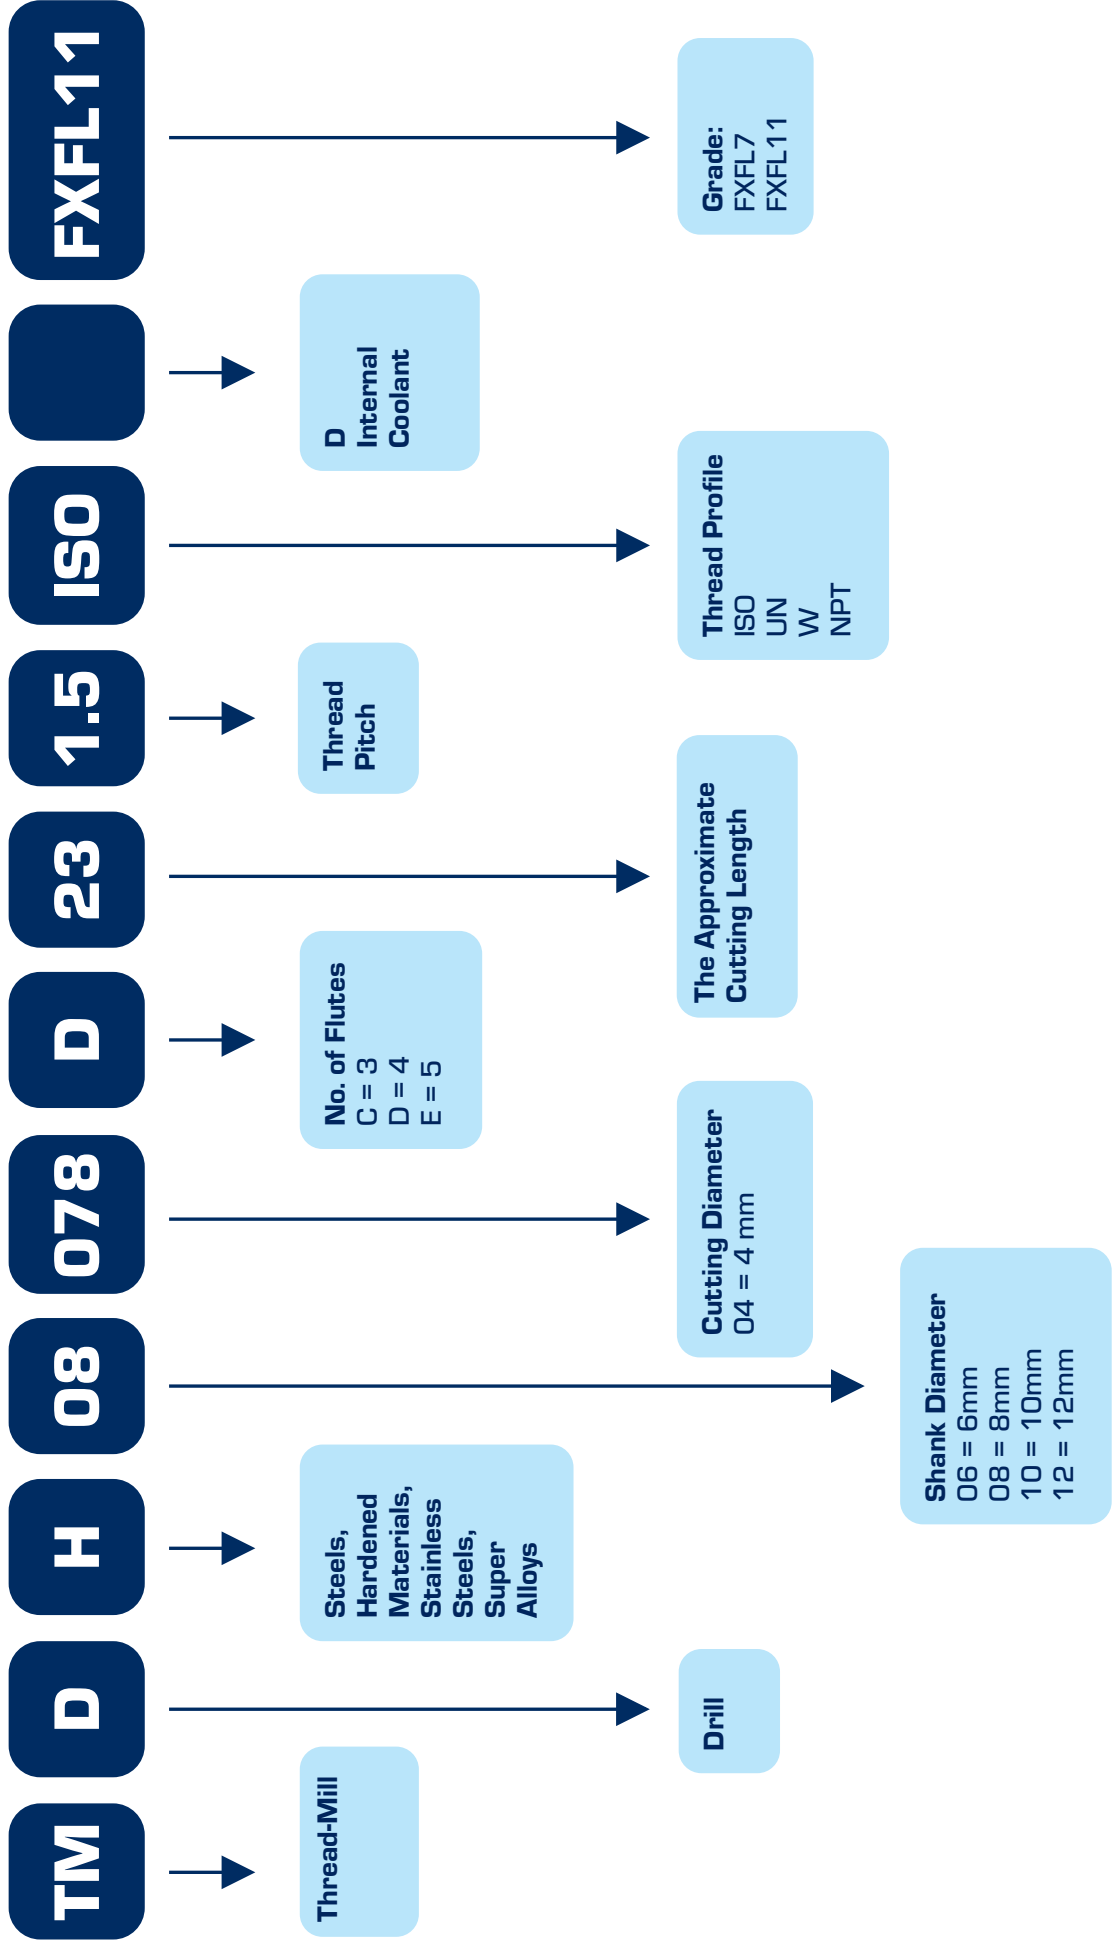 TM
D
H
08
078
D
23
1.5
ISO
FXFL11
Thread-Mill
Drill
Steels,
Hardened
Materials,
Stainless
Steels,
Super
Alloys
Shank Diameter
06 = 6mm
08 = 8mm
10 = 10mm
12 = 12mm
Cutting Diameter
04 = 4 mm
No. of Flutes
C = 3
D = 4
E = 5
The Approximate
Cutting Length
Thread
Pitch
Thread Profile
ISO
UN
W
NPT
D
Internal
Coolant
Grade:
FXFL7
FXFL11